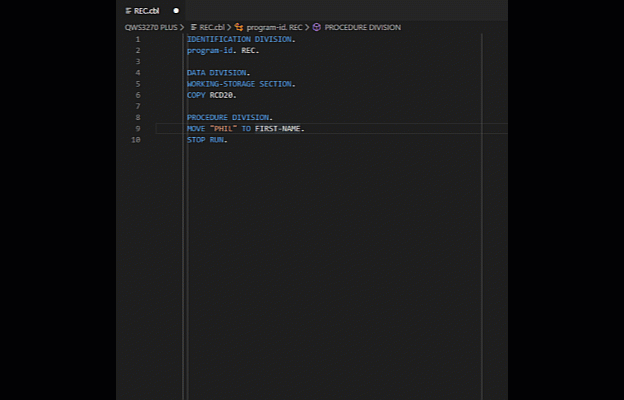 REC.cbl
QWS3270 PLUS > REC.cbl > program-id. REC > PROCEDURE DIVISION
1 IDENTIFICATION DIVISION.
2 program-id. REC.
3
4 DATA DIVISION.
5 WORKING-STORAGE SECTION.
6 COPY RCD20.
7
8 PROCEDURE DIVISION.
9 MOVE "PHIL" TO FIRST-NAME.
10 STOP RUN.